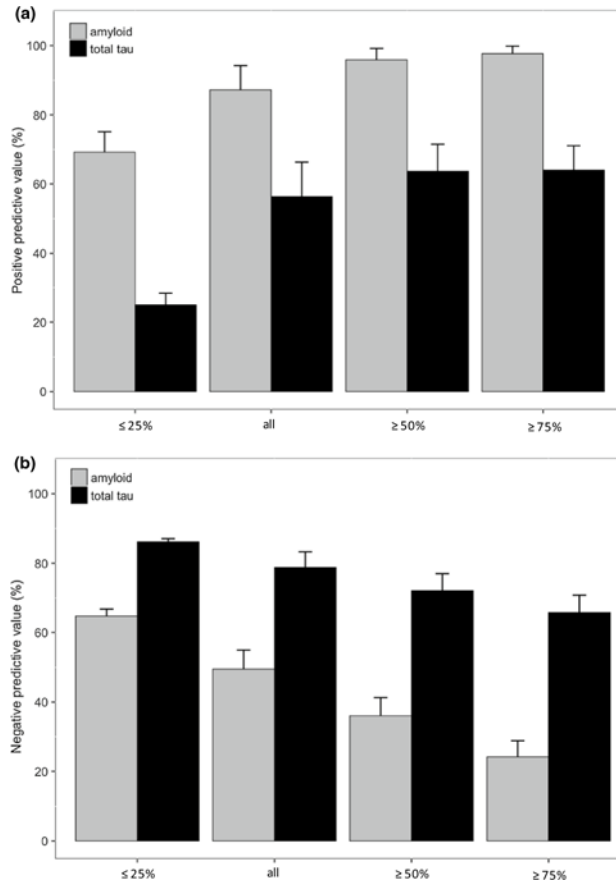 (a)
amyloid
total tau
Positive predictive value (%)
100
80
60
40
20
0
≤25% all ≥50% ≥75%
(b)
amyloid
total tau
Negative predictive value (%)
100
80
60
40
20
0
≤25% all ≥50% ≥75%